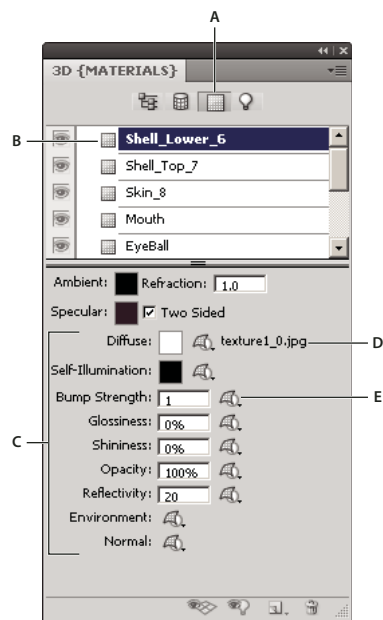 A
3D {MATERIALS}
B
Shell_Lower_6
Shell_Top_7
Skin_8
Mouth
EyeBall
Ambient: Refraction: 1.0
Specular: Two Sided
Diffuse: texture1_0.jpg D
Self-Illumination:
Bump Strength: 1 E
Glossiness: 0%
C
Shininess: 0%
Opacity: 100%
Reflectivity: 20
Environment:
Normal: